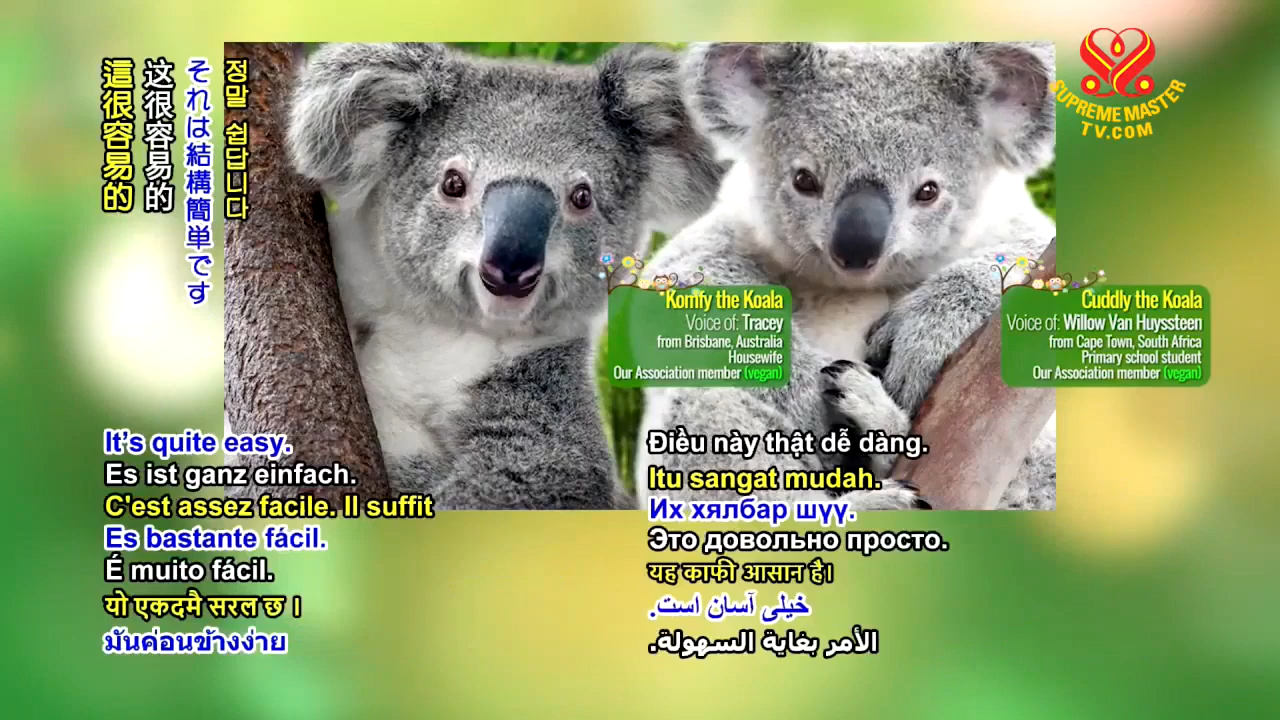 這很容易的
这很容易的
それは結構簡単です
정말 쉽답니다
SUPREME MASTER
TV.COM
Komfy the Koala
Voice of: Tracey
from Brisbane, Australia
Housewife
Our Association member (vegan)
Cuddly the Koala
Voice of: Willow Van Huyssteen
from Cape Town, South Africa
Primary school student
Our Association member (vegan)
It's quite easy.
Es ist ganz einfach.
C'est assez facile. Il suffit
Es bastante fácil.
É muito fácil.
यो एकदमै सरल छ ।
มันค่อนข้างง่าย
Điều này thật dễ dàng.
Itu sangat mudah.
Их хялбар шүү.
Это довольно просто.
यह काफी आसान है।
خیلی آسان است.
الأمر بغاية السهولة.